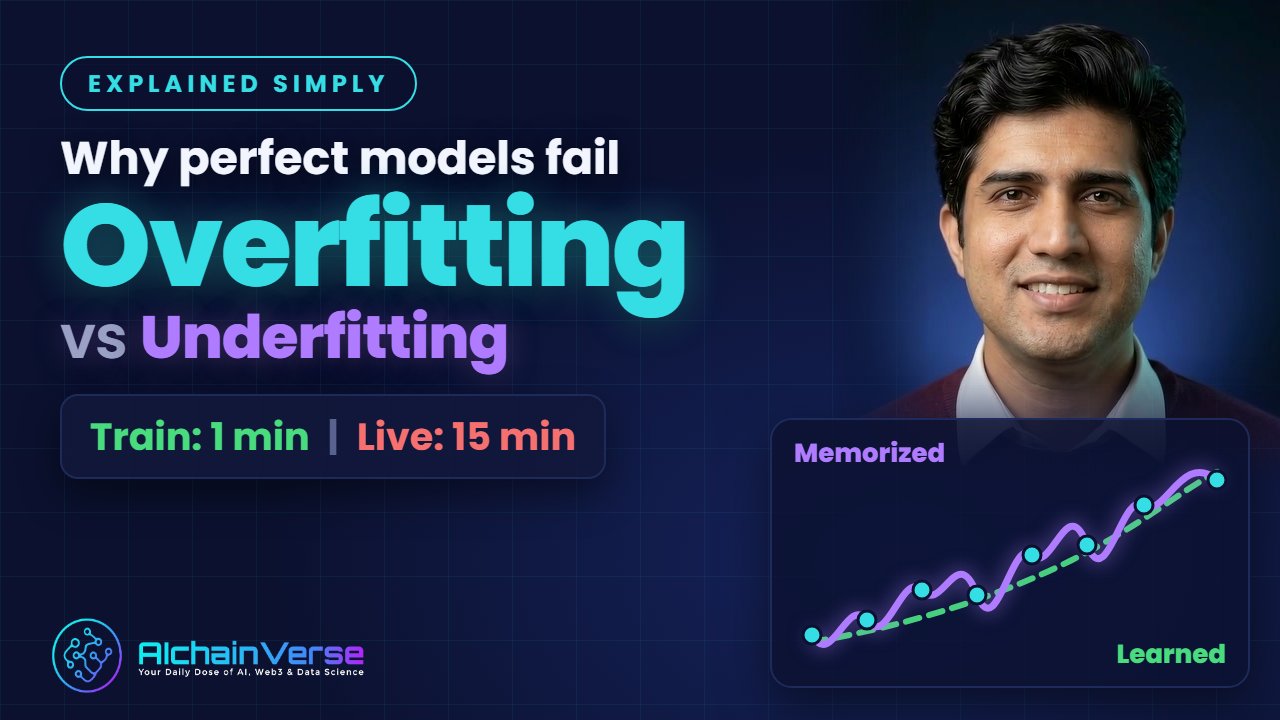 EXPLAINED SIMPLY
Why perfect models fail
Overfitting
vs Underfitting
Train: 1 min | Live: 15 min
Memorized
Learned
AIchainVerse
Your Daily Dose of AI, Web3 & Data Science